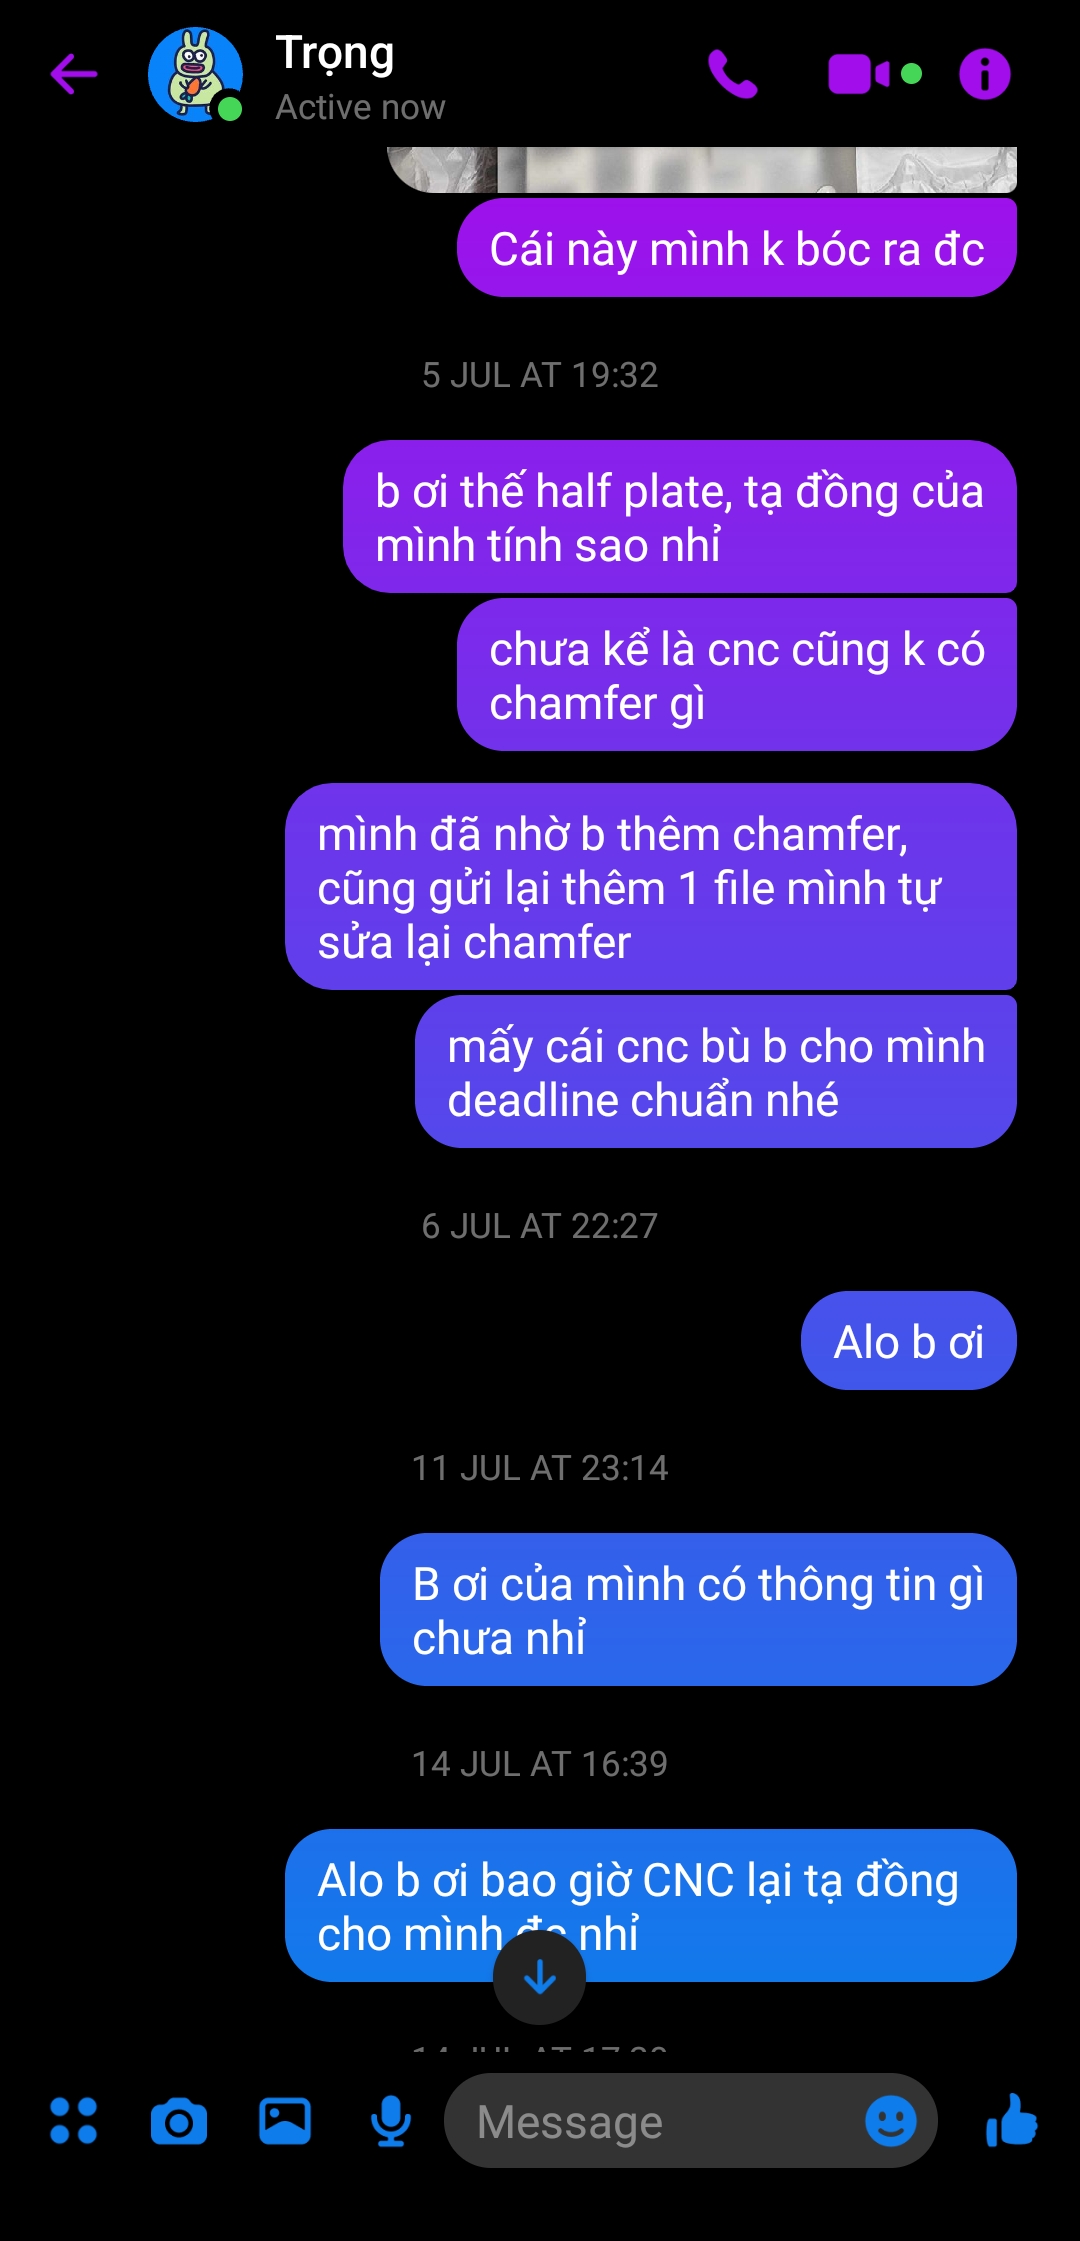 Trọng
Active now
Cái này mình k bóc ra đc
5 JUL AT 19:32
b ơi thế half plate, tạ đồng của
mình tính sao nhỉ
chưa kể là cnc cũng k có
chamfer gì
mình đã nhờ b thêm chamfer,
cũng gửi lại thêm 1 file mình tự
sửa lại chamfer
mấy cái cnc bù b cho mình
deadline chuẩn nhé
6 JUL AT 22:27
Alo b ơi
11 JUL AT 23:14
B ơi của mình có thông tin gì
chưa nhỉ
14 JUL AT 16:39
Alo b ơi bao giờ CNC lại tạ đồng
cho mình đc nhỉ
Message